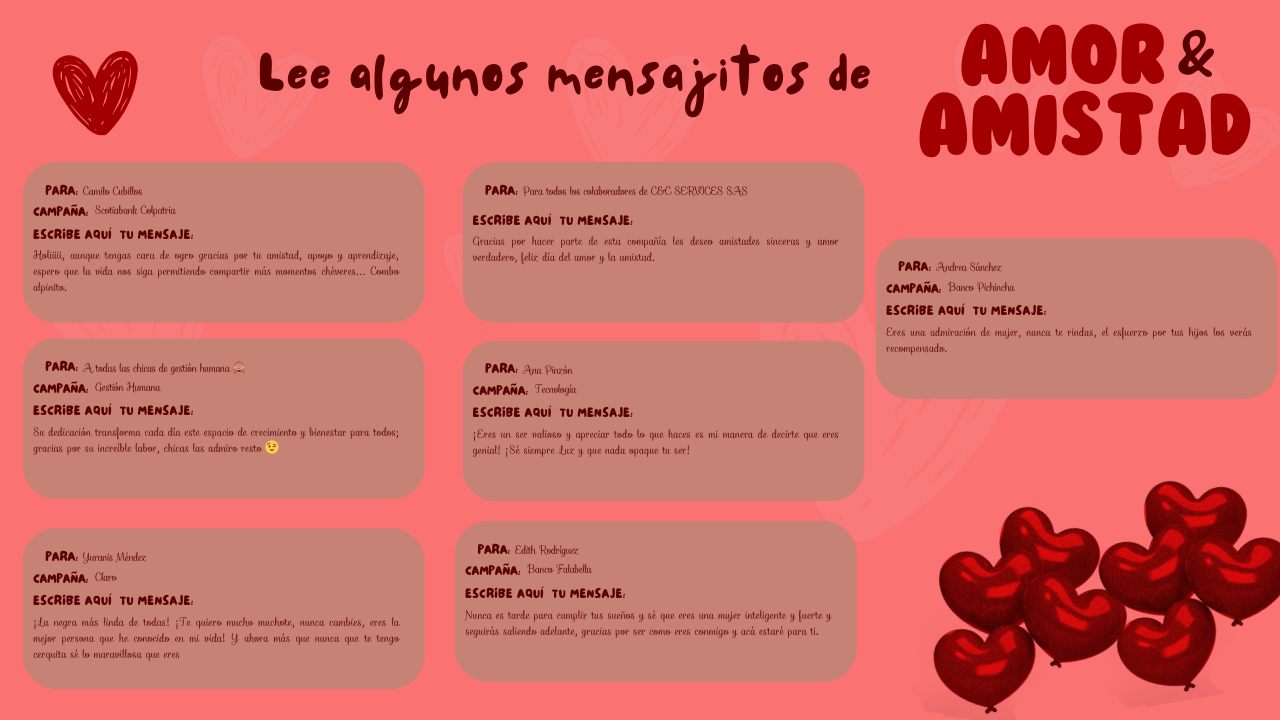 Lee algunos mensajitos de
AMOR &
AMISTAD
PARA: Camilo Cubillos
CAMPAÑA: Scotiabank Colpatria
ESCRIBE AQUÍ TU MENSAJE:
Holiiii, aunque tengas cara de ogro gracias por tu amistad, apoyo y aprendizaje,
espero que la vida nos siga permitiendo compartir más momentos chéveres... Combo
alpinito.
PARA: A todas las chicas de gestión humana 🙈
CAMPAÑA: Gestión Humana
ESCRIBE AQUÍ TU MENSAJE:
Su dedicación transforma cada día este espacio de crecimiento y bienestar para todos;
gracias por su increíble labor, chicas las admiro resto 😉
PARA: Yuranis Méndez
CAMPAÑA: Claro
ESCRIBE AQUÍ TU MENSAJE:
¡La negra más linda de todas! ¡Te quiero mucho muchote, nunca cambies, eres la
mejor persona que he conocido en mi vida! Y ahora más que nunca que te tengo
cerquita sé lo maravillosa que eres
PARA: Para todos los colaboradores de C&C SERVICES SAS
ESCRIBE AQUÍ TU MENSAJE:
Gracias por hacer parte de esta compañía les deseo amistades sinceras y amor
verdadero, feliz día del amor y la amistad.
PARA: Ana Pinzón
CAMPAÑA: Tecnología
ESCRIBE AQUÍ TU MENSAJE:
¡Eres un ser valioso y apreciar todo lo que haces es mi manera de decirte que eres
genial! ¡Sé siempre Luz y que nada opaque tu ser!
PARA: Edith Rodríguez
CAMPAÑA: Banco Falabella
ESCRIBE AQUÍ TU MENSAJE:
Nunca es tarde para cumplir tus sueños y sé que eres una mujer inteligente y fuerte y
seguirás saliendo adelante, gracias por ser como eres conmigo y acá estaré para ti.
PARA: Andrea Sánchez
CAMPAÑA: Banco Pichincha
ESCRIBE AQUÍ TU MENSAJE:
Eres una admiración de mujer, nunca te rindas, el esfuerzo por tus hijos los verás
recompensado.